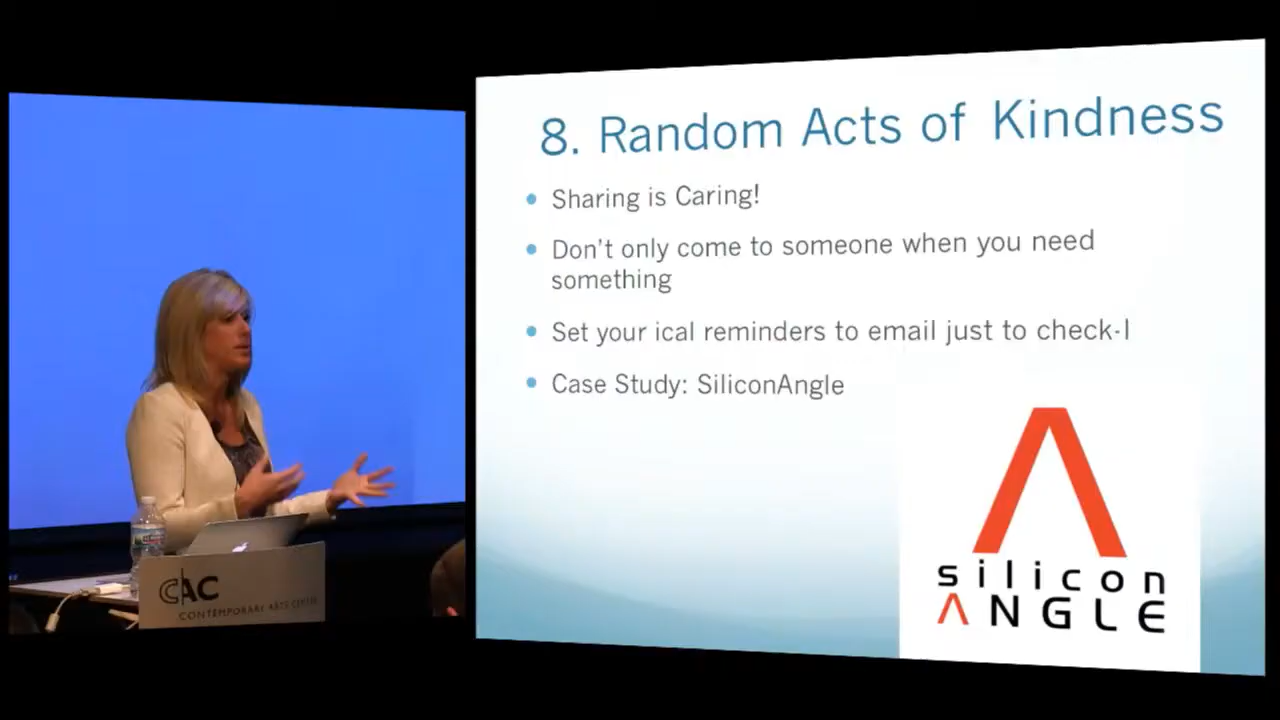 8. Random Acts of Kindness
Sharing is Caring!
Don't only come to someone when you need
something
Set your ical reminders to email just to check-I
Case Study: SiliconAngle
silicon
ANGLE
CAC
CONTEMPORARY ARTS CENTER